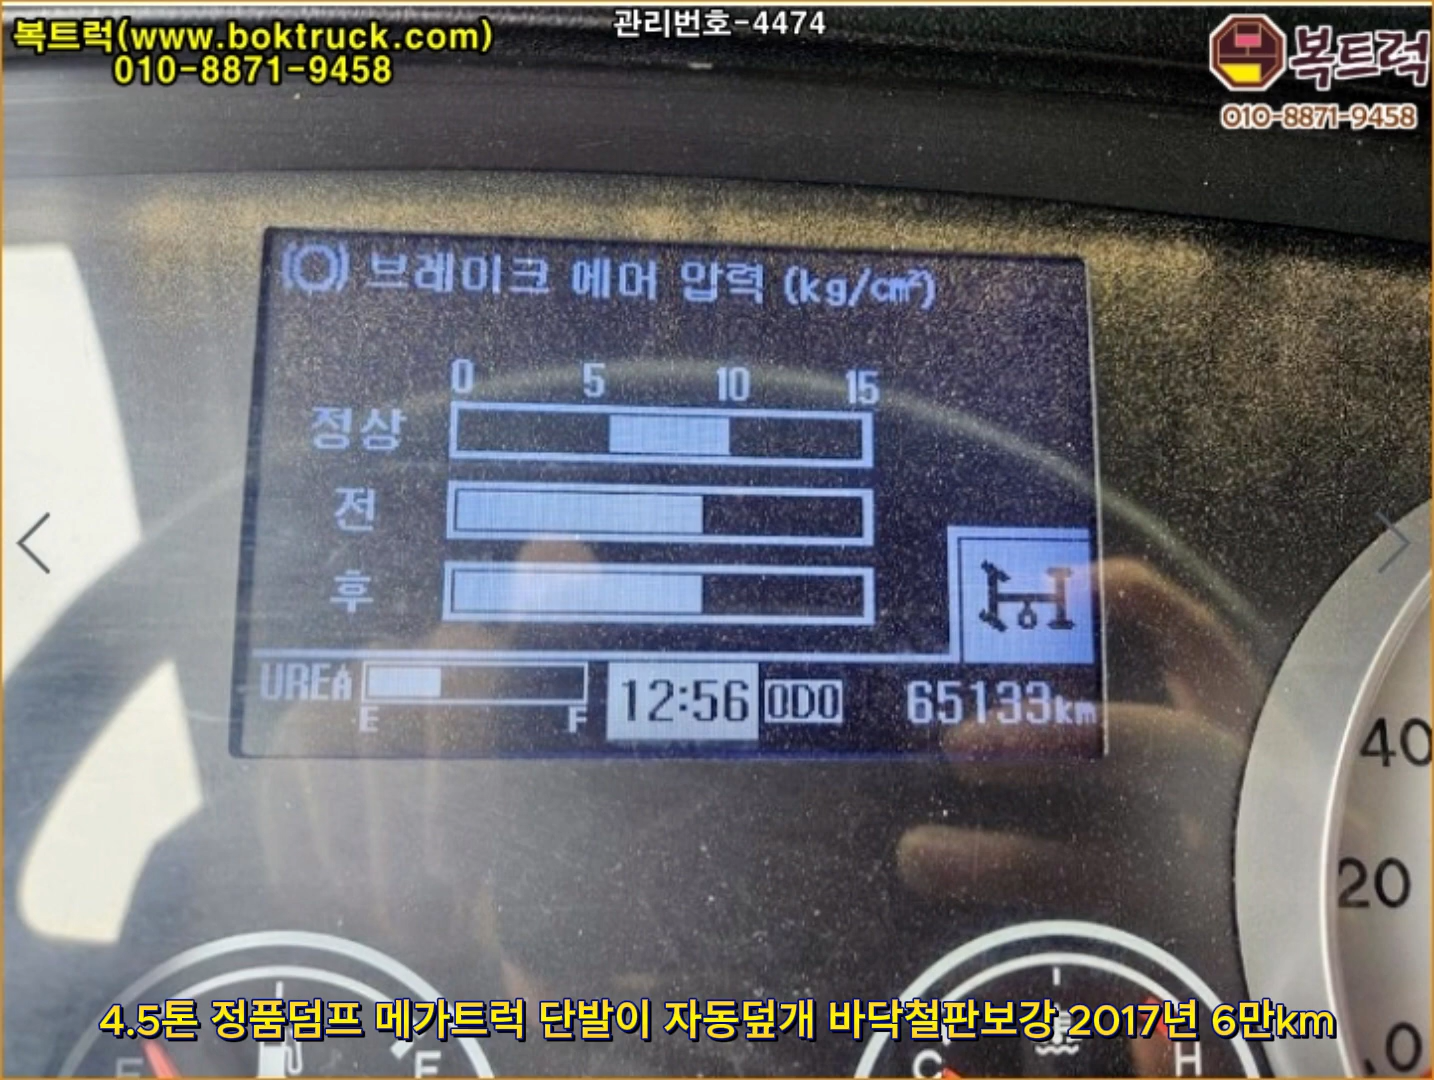 관리번호-4474
복트럭(www.boktruck.com)
010-8871-9458
복트럭
010-8871-9458
브레이크 에어 압력 (kg/cm²)
0 5 10 15
정상
전
후
UREA
E F
12:56
ODO 65133km
40
20
4.5톤 정품덤프 메가트럭 단발이 자동덮개 바닥철판보강 2017년 6만km
E F
C H